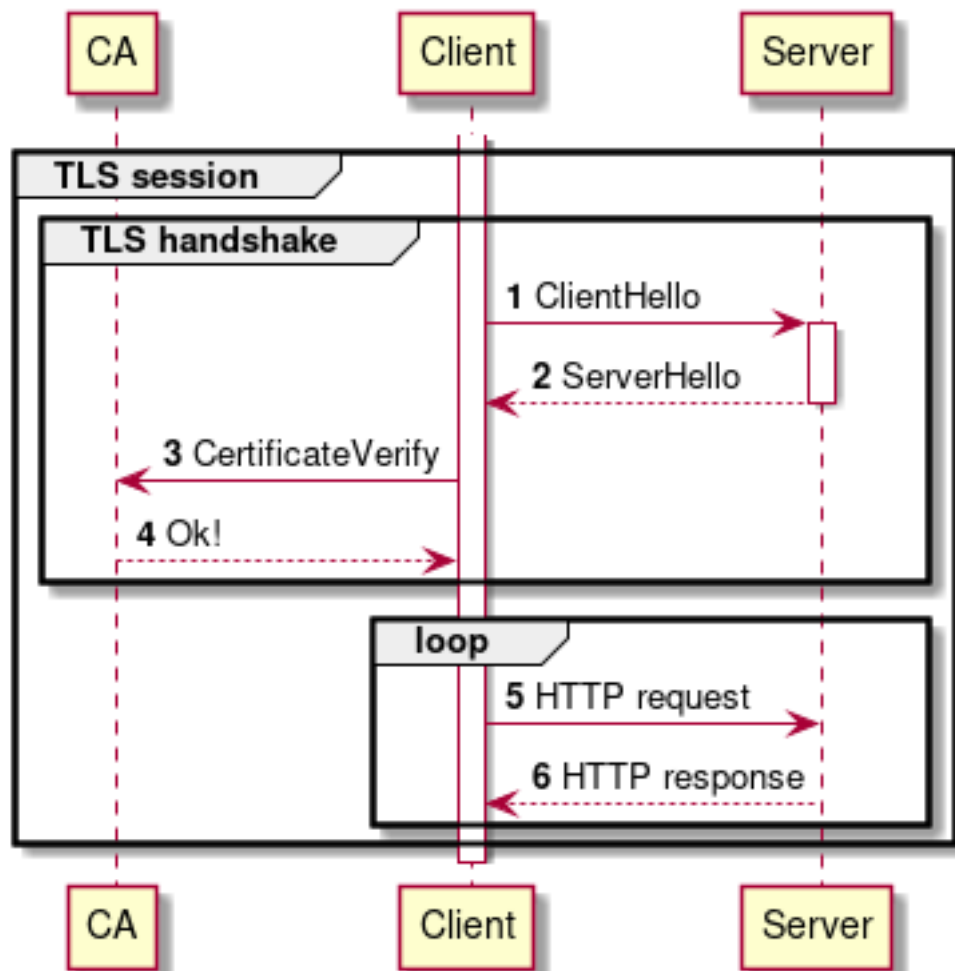 CA
Client
Server
TLS session
TLS handshake
1 ClientHello
2 ServerHello
3 CertificateVerify
4 Ok!
loop
5 HTTP request
6 HTTP response
CA
Client
Server